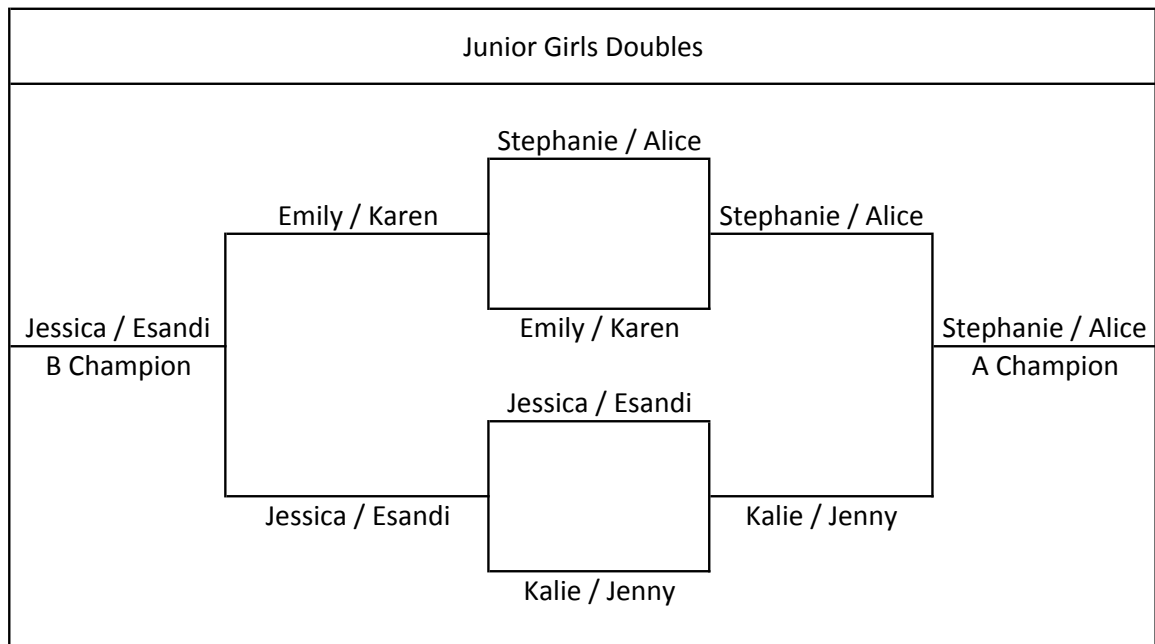 Junior Girls Doubles
Stephanie / Alice
Emily / Karen
Stephanie / Alice
Emily / Karen
Jessica / Esandi
B Champion
Stephanie / Alice
A Champion
Jessica / Esandi
Jessica / Esandi
Kalie / Jenny
Kalie / Jenny